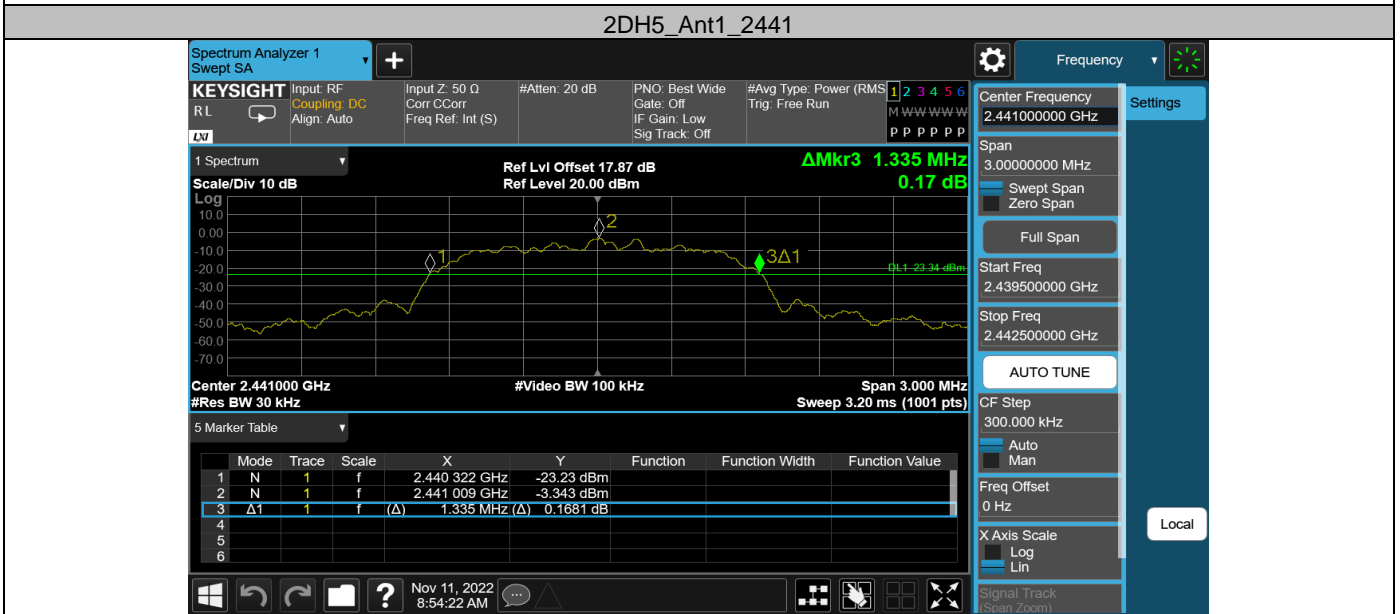 2DH5_Ant1_2441
Spectrum Analyzer 1
Swept SA
▼
+
Frequency
▼
KEYSIGHT
RL
LXI
Input: RF
Coupling: DC
Align: Auto
Input Z: 50 Ω
Corr CCorr
Freq Ref: Int (S)
#Atten: 20 dB
PNO: Best Wide
Gate: Off
IF Gain: Low
Sig Track: Off
#Avg Type: Power (RMS
Trig: Free Run
1 2 3 4 5 6
M W W W W W
P P P P P P
1 Spectrum ▼
Scale/Div 10 dB
Ref Lvl Offset 17.87 dB
Ref Level 20.00 dBm
ΔMkr3 1.335 MHz
0.17 dB
Log
10.0
0.00
-10.0
-20.0
-30.0
-40.0
-50.0
-60.0
-70.0
1
2
3Δ1
DL1 -23.34 dBm
Center 2.441000 GHz
#Video BW 100 kHz
Span 3.000 MHz
#Res BW 30 kHz
Sweep 3.20 ms (1001 pts)
5 Marker Table ▼
Mode Trace Scale X Y Function Function Width Function Value
1 N 1 f 2.440 322 GHz -23.23 dBm
2 N 1 f 2.441 009 GHz -3.343 dBm
3 Δ1 1 f (Δ) 1.335 MHz (Δ) 0.1681 dB
4
5
6
Center Frequency
2.441000000 GHz
Settings
Span
3.00000000 MHz
Swept Span
Zero Span
Full Span
Start Freq
2.439500000 GHz
Stop Freq
2.442500000 GHz
AUTO TUNE
CF Step
300.000 kHz
Auto
Man
Freq Offset
0 Hz
Local
X Axis Scale
Log
Lin
Signal Track
(Span Zoom)
?
Nov 11, 2022
8:54:22 AM